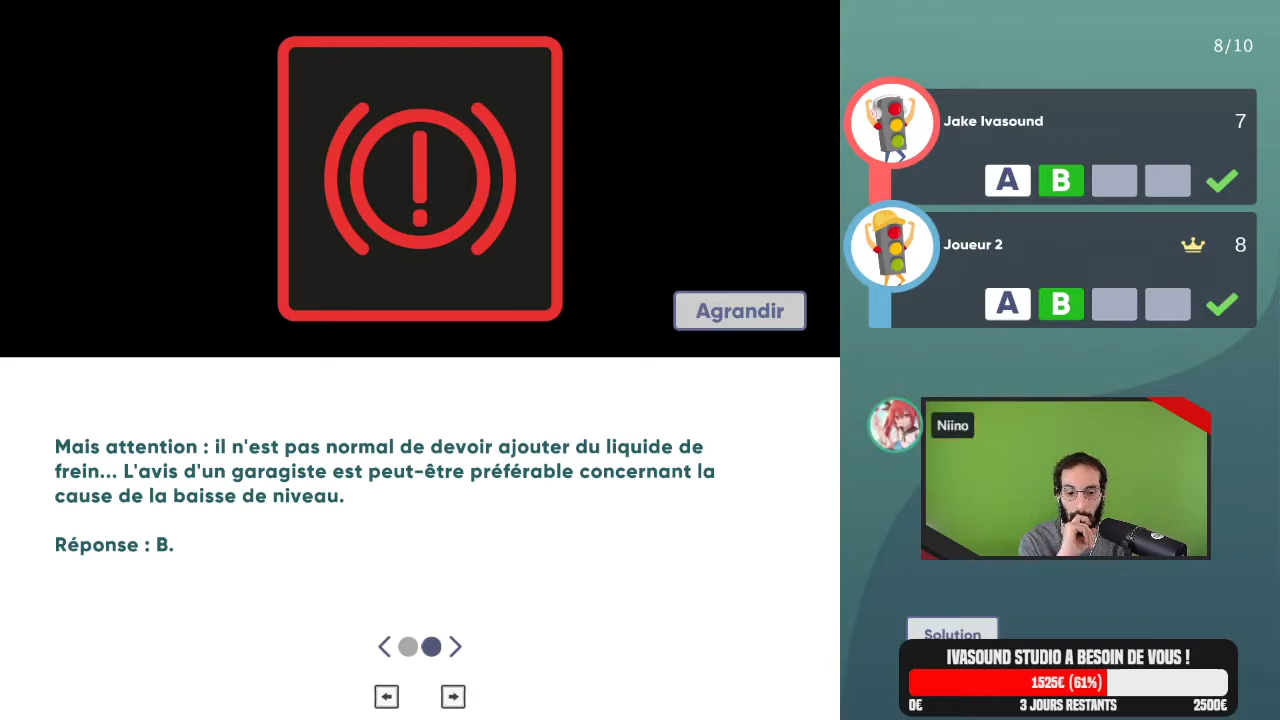 8/10
Jake Ivasound
7
A B
Joueur 2
8
A B
Agrandir
Mais attention : il n'est pas normal de devoir ajouter du liquide de
frein... L'avis d'un garagiste est peut-être préférable concernant la
cause de la baisse de niveau.
Réponse : B.
Niino
Solution
IVASOUND STUDIO A BESOIN DE VOUS !
1525€ (61%)
0€ 3 JOURS RESTANTS 2500€